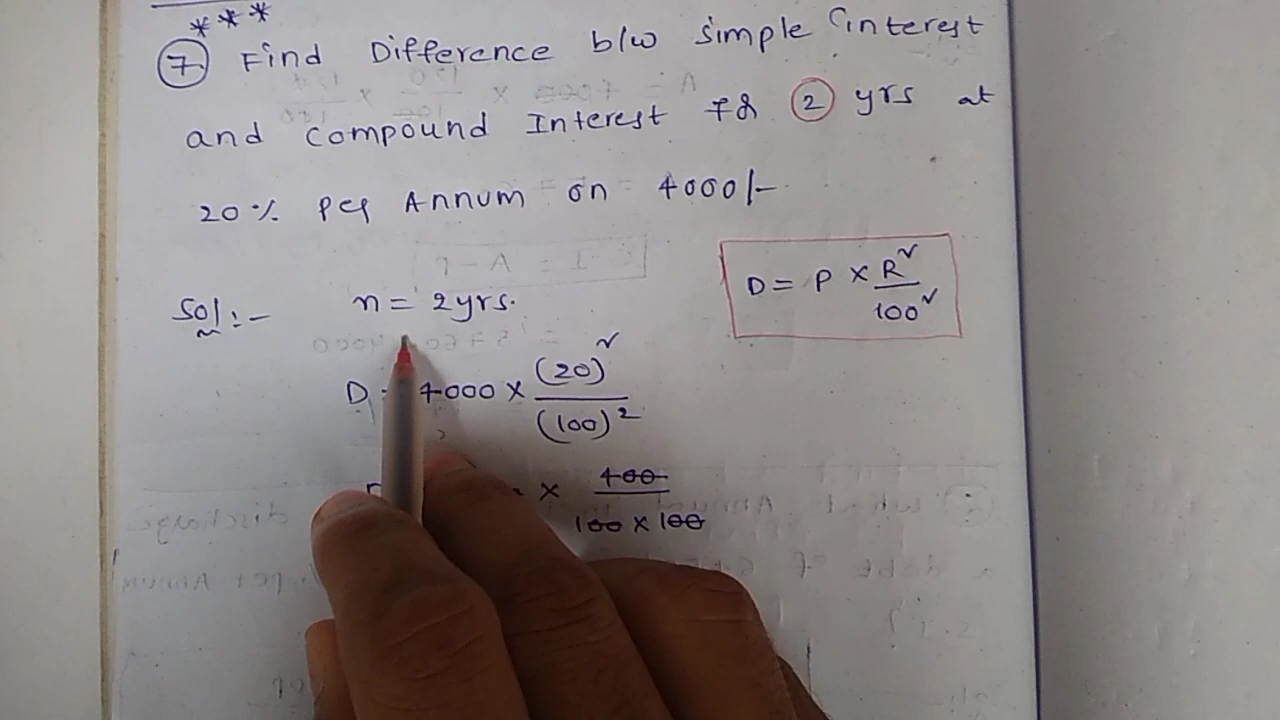 ***
7 Find Difference b/w simple interest
and compound Interest for 2 yrs at
20% per Annum on 4000/-
D = P × R²/100²
Sol :- n = 2yrs.
D = 4000 × (20)²/(100)²
× 400/100 × 100